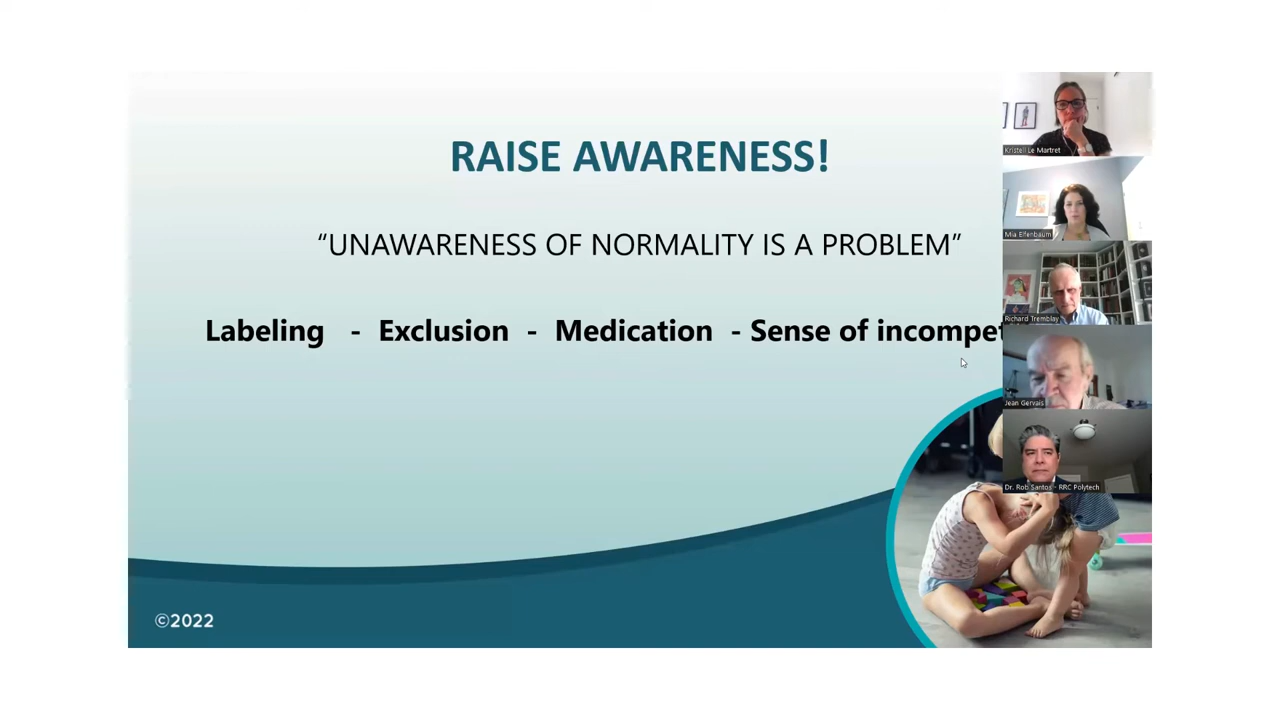 RAISE AWARENESS!
“UNAWARENESS OF NORMALITY IS A PROBLEM”
Labeling - Exclusion - Medication - Sense of incompet
Kristell Le Martret
Mia Elfenbaum
Richard Tremblay
Jean Gervais
Dr. Rob Santos - RRC Polytech
©2022